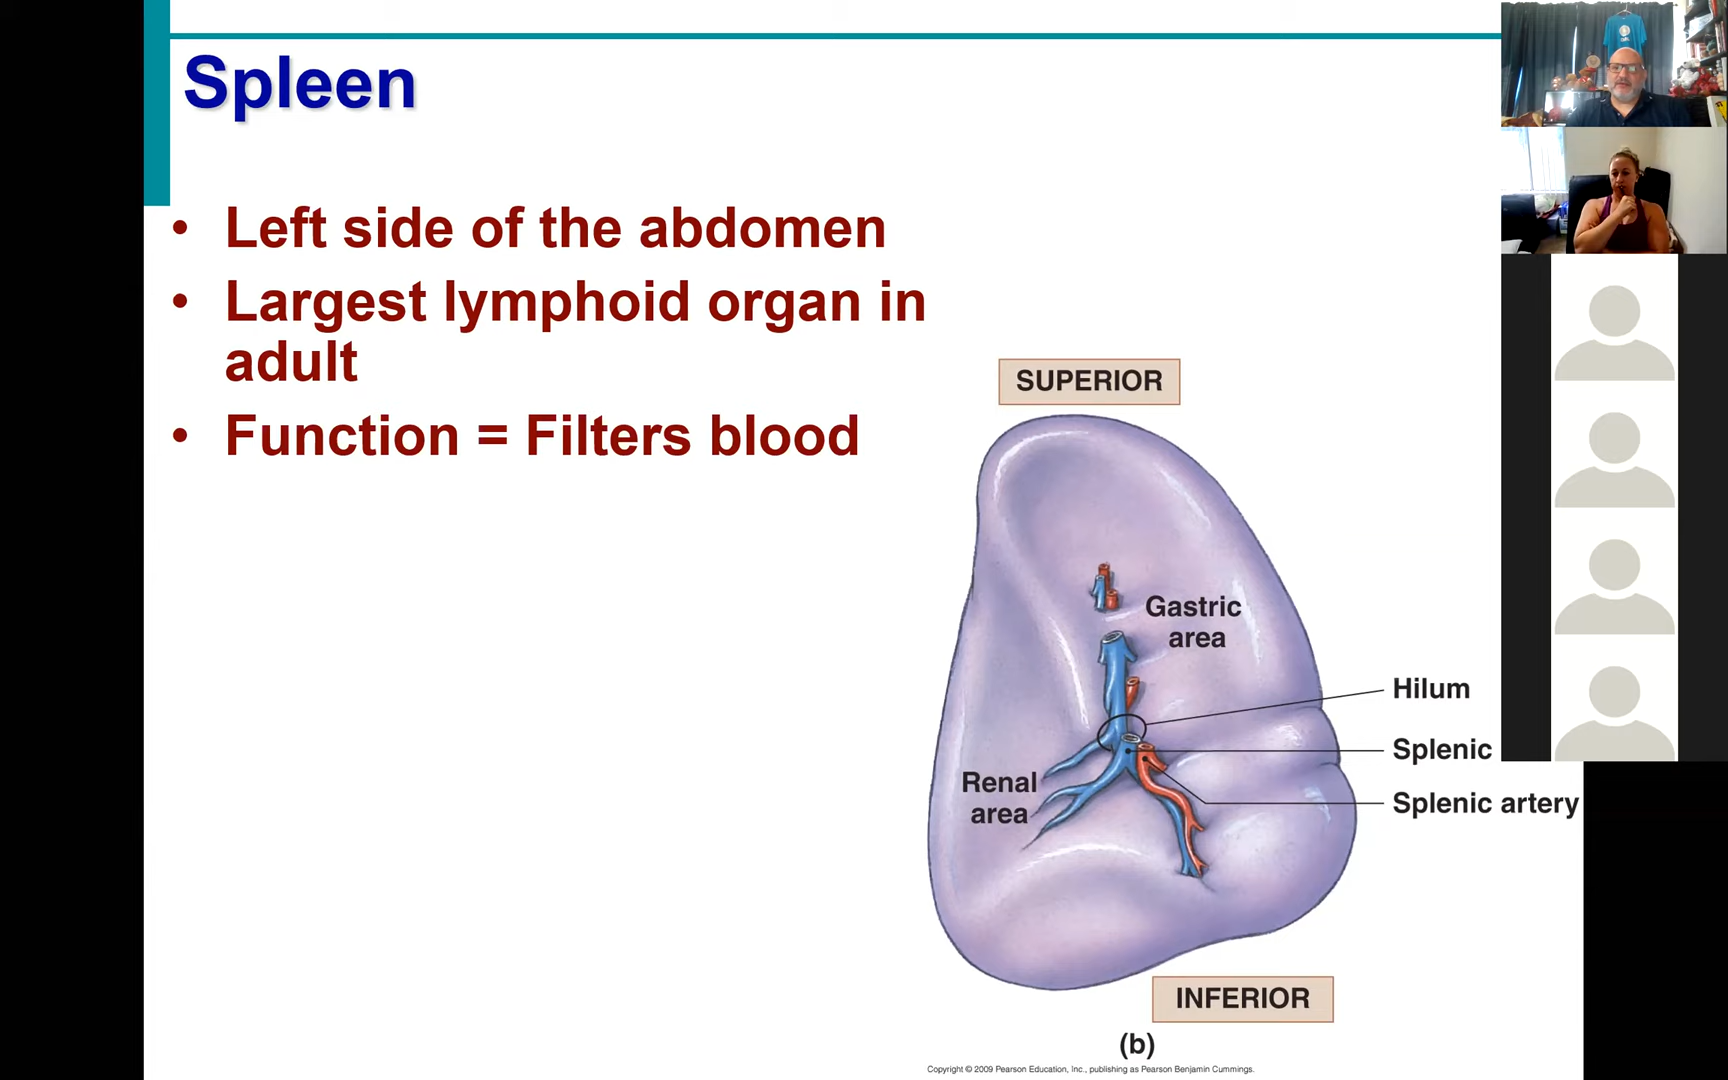 Spleen
• Left side of the abdomen
• Largest lymphoid organ in
adult
• Function = Filters blood
SUPERIOR
Gastric
area
Hilum
Splenic
Renal
area
Splenic artery
INFERIOR
(b)
Copyright © 2009 Pearson Education, Inc., publishing as Pearson Benjamin Cummings.